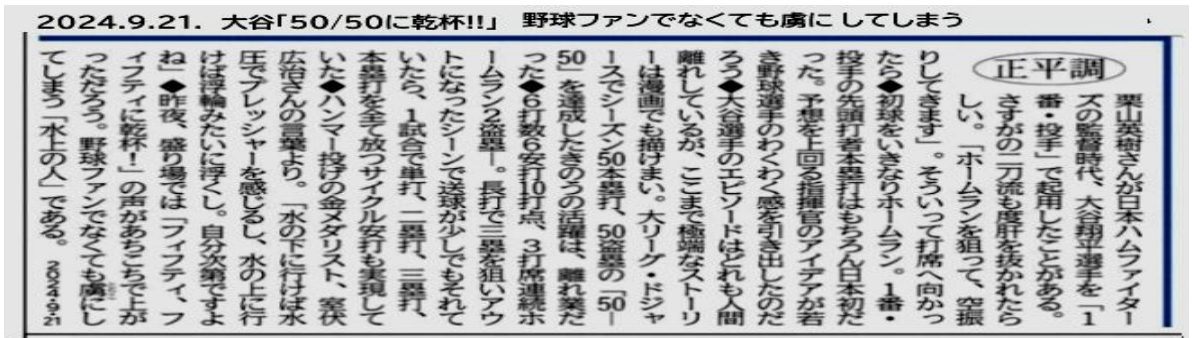 2024.9.21. 大谷「50/50に乾杯!!」 野球ファンでなくても虜にしてしまう
正平調
栗山英樹さんが日本ハムファイター
ズの監督時代、大谷翔平選手を「1
番・投手」で起用したことがある。
さすがの二刀流も度肝を抜かれたら
しい。「ホームランを狙って、空振
りしてきます」。そういって打席へ向かっ
たら◆初球をいきなりホームラン。1番・
投手の先頭打者本塁打はもちろん日本初だ
った。予想を上回る指揮官のアイデアが若
き野球選手のわくわく感を引き出したのだ
ろう◆大谷選手のエピソードはどれも人間
離れしているが、ここまで極端なストーリ
ーは漫画でも描けまい。大リーグ・ドジャ
ースでシーズン50本塁打、50盗塁の「50―
50」を達成したきのうの活躍は、離れ業だ
った◆6打数6安打10打点、3打席連続ホ
ームラン2盗塁―。長打で三塁を狙いアウ
トになったシーンで送球が少しでもそれて
いたら、1試合で単打、二塁打、三塁打、
本塁打を全て放つサイクル安打も実現して
いた◆ハンマー投げの金メダリスト、室伏
広治さんの言葉より。「水の下に行けば水
圧でプレッシャーを感じるし、水の上に行
けば浮輪みたいに浮くし。自分次第ですよ
ね」◆昨夜、盛り場では「フィフティ、フ
ィフティに乾杯!」の声があちこちで上が
っただろう。野球ファンでなくても虜にし
てしまう「水上の人」である。 2024・9・21